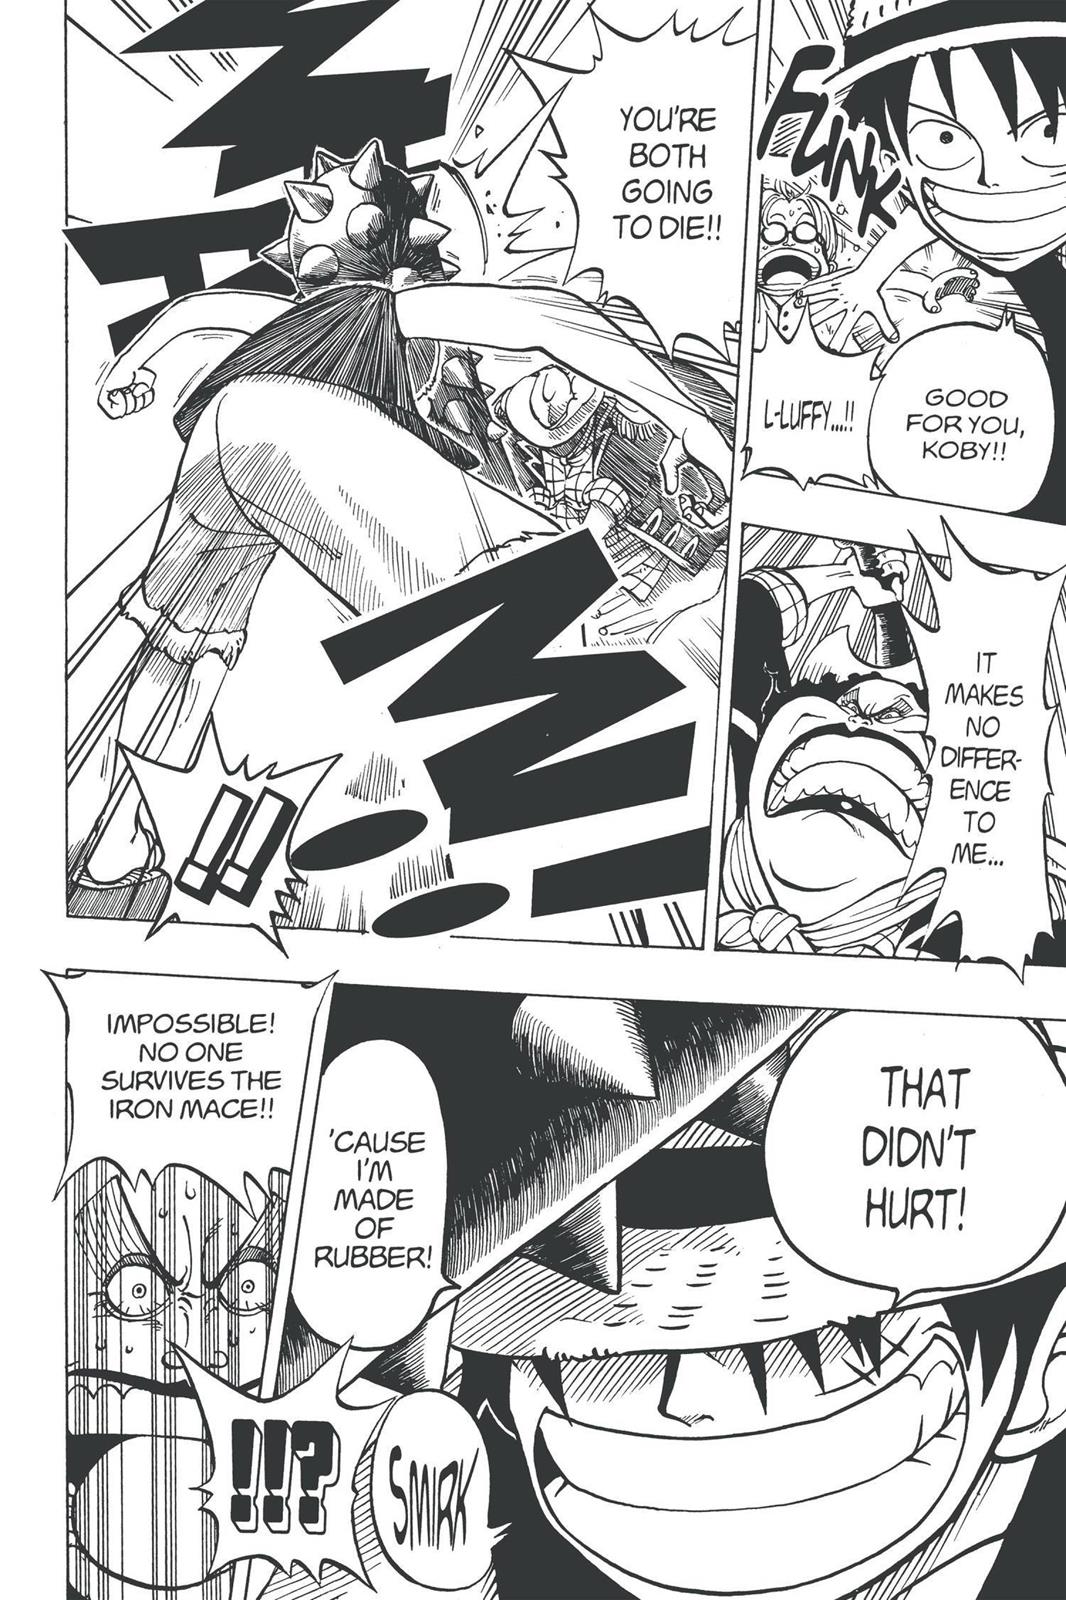 FUNK
L-LUFFY...!!
GOOD
FOR YOU,
KOBY!!
IT
MAKES
NO
DIFFER-
ENCE
TO
ME...
YOU'RE
BOTH
GOING
TO DIE!!
!!
THAT
DIDN'T
HURT!
'CAUSE
I'M
MADE
OF
RUBBER!
SMIRK
IMPOSSIBLE!
NO ONE
SURVIVES THE
IRON MACE!!
!!?